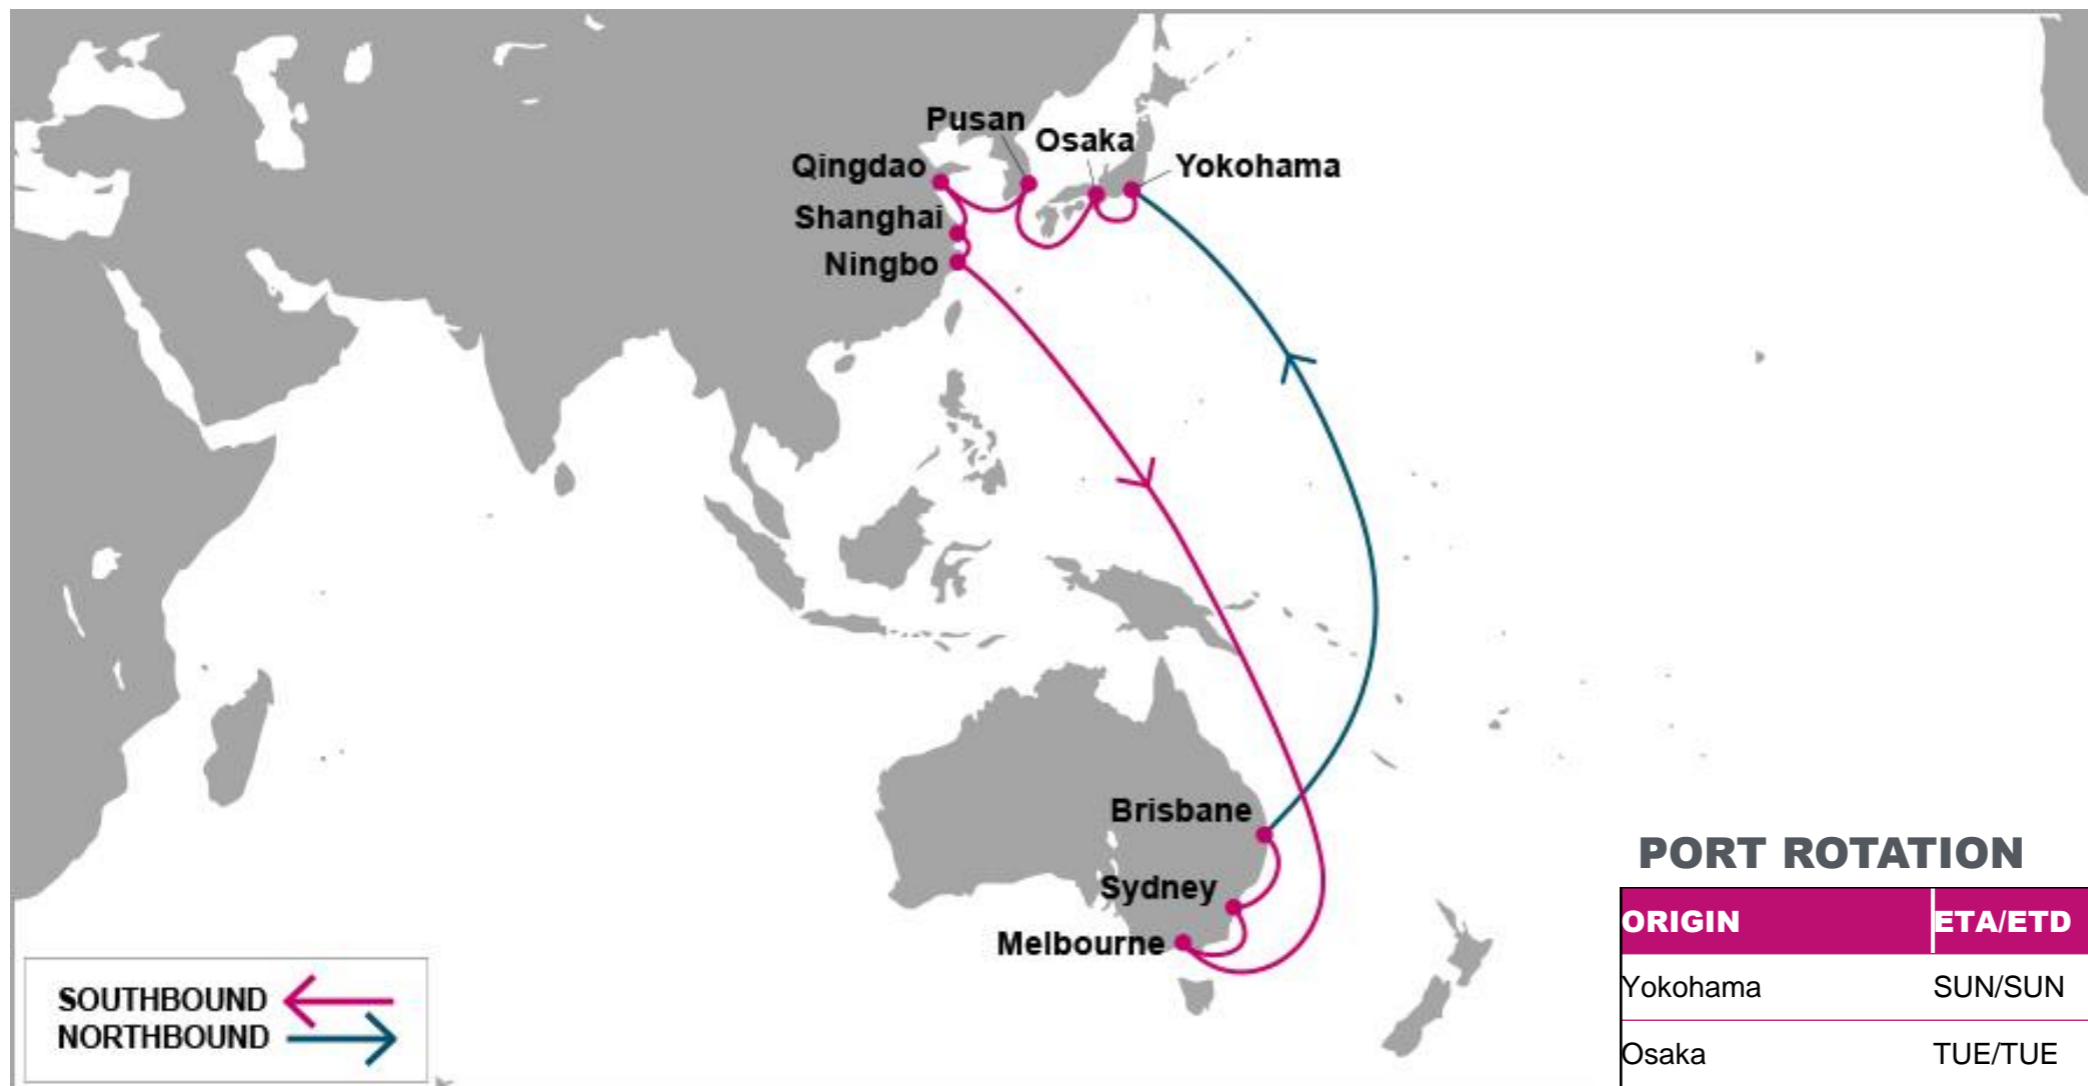 Pusan
Osaka
Qingdao
Yokohama
Shanghai
Ningbo
Brisbane
Sydney
Melbourne
SOUTHBOUND
NORTHBOUND
PORT ROTATION
ORIGIN ETA/ETD
Yokohama SUN/SUN
Osaka TUE/TUE